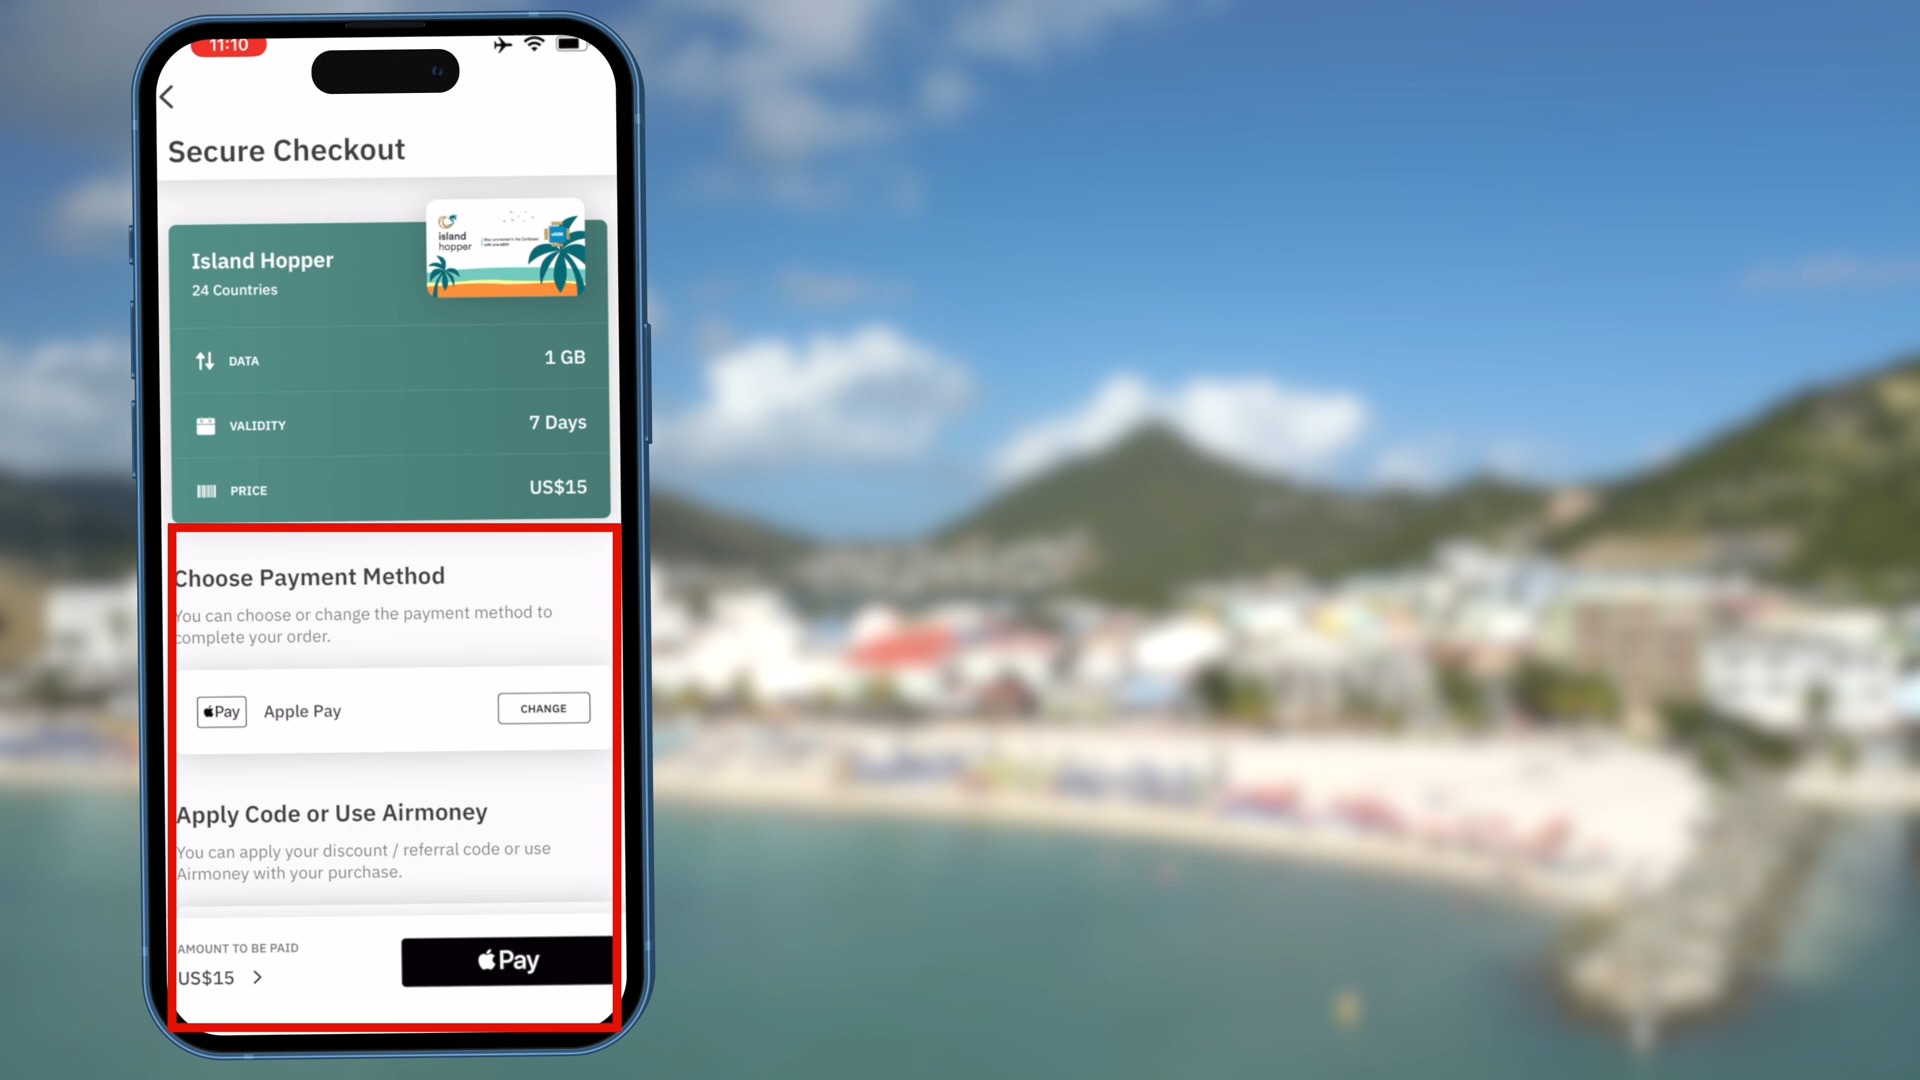 11:10
Secure Checkout
Island Hopper
24 Countries
island
hopper
DATA
1 GB
VALIDITY
7 Days
PRICE
US$15
Choose Payment Method
You can choose or change the payment method to
complete your order.
Pay
Apple Pay
CHANGE
Apply Code or Use Airmoney
You can apply your discount / referral code or use
Airmoney with your purchase.
AMOUNT TO BE PAID
US$15
Pay